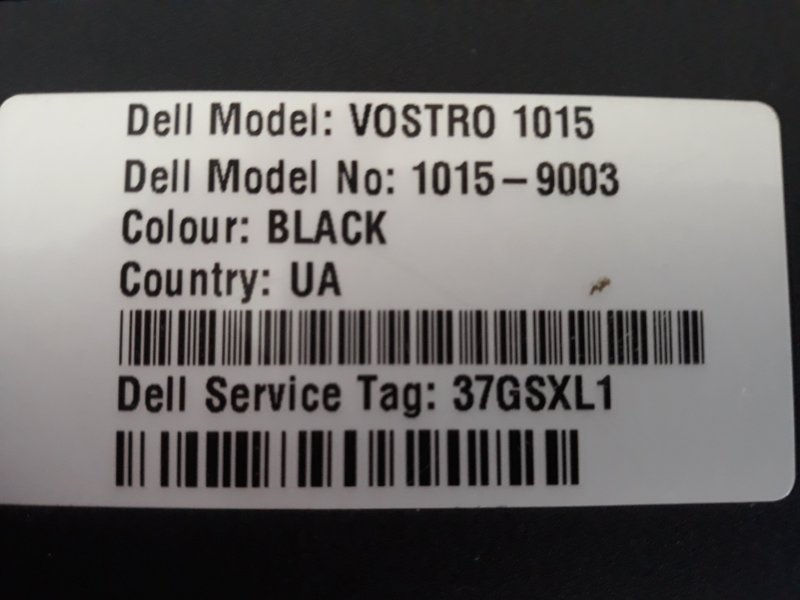 Dell Model: VOSTRO 1015
Dell Model No: 1015-9003
Colour: BLACK
Country: UA
Dell Service Tag: 37GSXL1